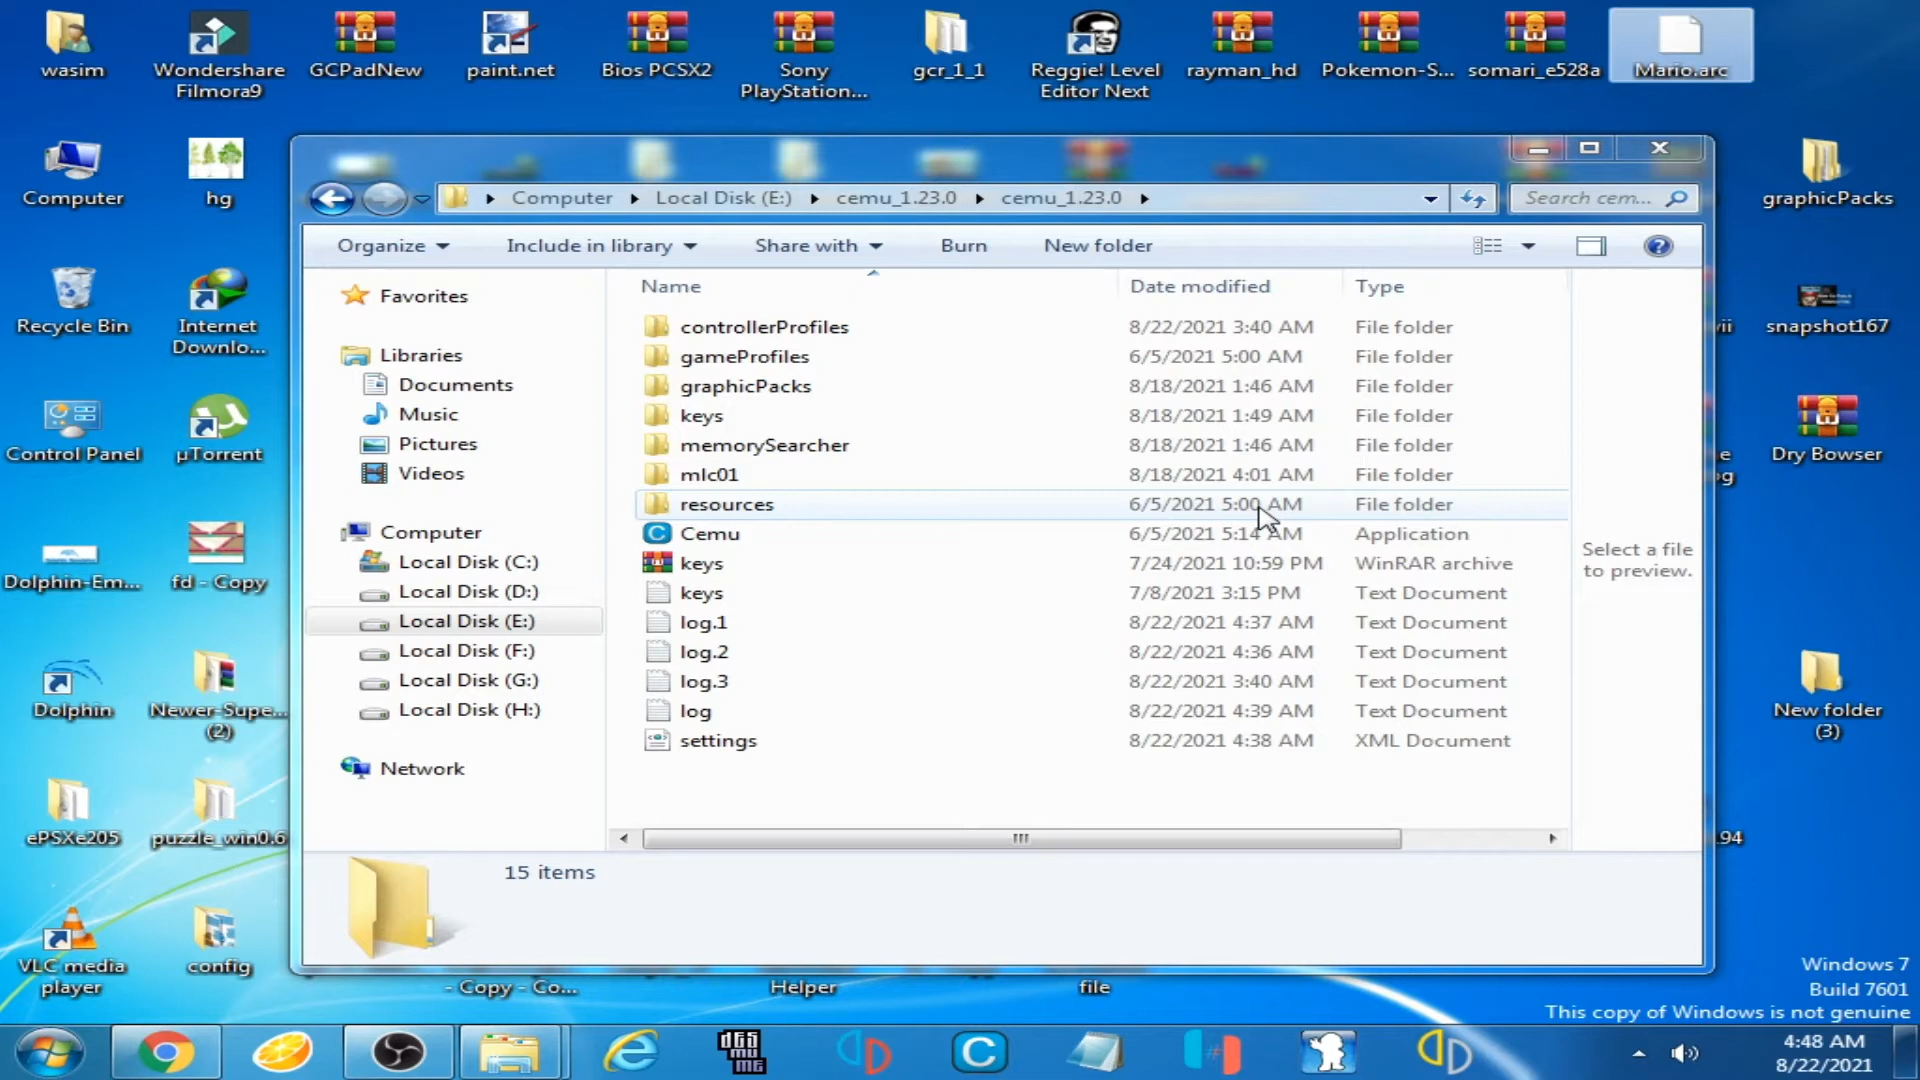 wasim
Wondershare
Filmora9
GCPadNew
paint.net
Bios PCSX2
Sony
PlayStation...
gcr_1_1
Reggie! Level
Editor Next
rayman_hd
Pokemon-S...
somari_e528a
Mario.arc
Computer
hg
graphicPacks
Recycle Bin
Internet
Downlo...
snapshot167
Control Panel
µTorrent
Dry Bowser
Dolphin-Em...
fd - Copy
Dolphin
Newer-Supe...
(2)
New folder
(3)
ePSXe205
puzzle_win0.6
VLC media
player
config
Computer
Local Disk (E:)
cemu_1.23.0
cemu_1.23.0
Search cem...
Organize
Include in library
Share with
Burn
New folder
Favorites
Libraries
Documents
Music
Pictures
Videos
Computer
Local Disk (C:)
Local Disk (D:)
Local Disk (E:)
Local Disk (F:)
Local Disk (G:)
Local Disk (H:)
Network
Name Date modified Type
controllerProfiles 8/22/2021 3:40 AM File folder
gameProfiles 6/5/2021 5:00 AM File folder
graphicPacks 8/18/2021 1:46 AM File folder
keys 8/18/2021 1:49 AM File folder
memorySearcher 8/18/2021 1:46 AM File folder
mlc01 8/18/2021 4:01 AM File folder
resources 6/5/2021 5:00 AM File folder
Cemu 6/5/2021 5:14 AM Application
keys 7/24/2021 10:59 PM WinRAR archive
keys 7/8/2021 3:15 PM Text Document
log.1 8/22/2021 4:37 AM Text Document
log.2 8/22/2021 4:36 AM Text Document
log.3 8/22/2021 3:40 AM Text Document
log 8/22/2021 4:39 AM Text Document
settings 8/22/2021 4:38 AM XML Document
Select a file
to preview.
15 items
vii
e
og
.94
- Copy - Co...
Helper
file
Windows 7
Build 7601
This copy of Windows is not genuine
4:48 AM
8/22/2021